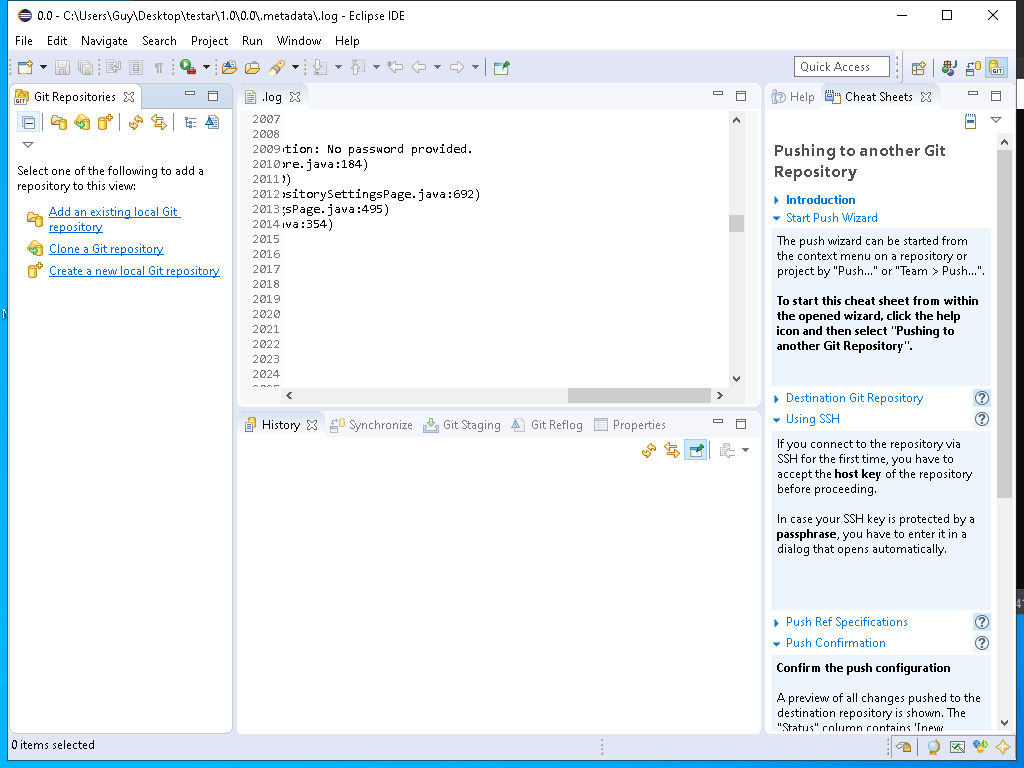 0.0 - C:\Users\Guy\Desktop\testar\1.0\0.0\.metadata\.log - Eclipse IDE
File Edit Navigate Search Project Run Window Help
Quick Access
GIT
Git Repositories
Select one of the following to add a
repository to this view:
Add an existing local Git
repository
Clone a Git repository
Create a new local Git repository
.log
2007
2008
2009 tion: No password provided.
2010 re.java:184)
2011 )
2012 sitorySettingsPage.java:692)
2013 sPage.java:495)
2014 va:354)
2015
2016
2017
2018
2019
2020
2021
2022
2023
2024
History Synchronize Git Staging Git Reflog Properties
Help Cheat Sheets
Pushing to another Git
Repository
Introduction
Start Push Wizard
The push wizard can be started from
the context menu on a repository or
project by "Push..." or "Team > Push...".
To start this cheat sheet from within
the opened wizard, click the help
icon and then select "Pushing to
another Git Repository".
Destination Git Repository
Using SSH
If you connect to the repository via
SSH for the first time, you have to
accept the host key of the repository
before proceeding.
In case your SSH key is protected by a
passphrase, you have to enter it in a
dialog that opens automatically.
Push Ref Specifications
Push Confirmation
Confirm the push configuration
A preview of all changes pushed to the
destination repository is shown. The
"Status" column contains '[new
0 items selected